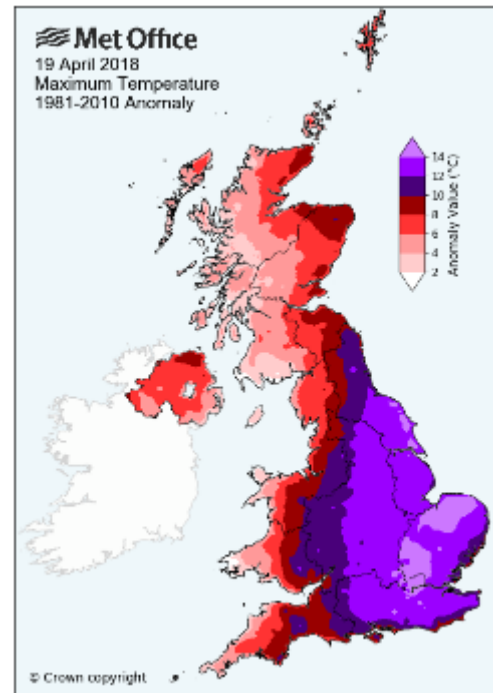 Met Office
19 April 2018
Maximum Temperature
1981-2010 Anomaly
14
12
10
8
6
4
2
Anomaly Value (°C)
© Crown copyright